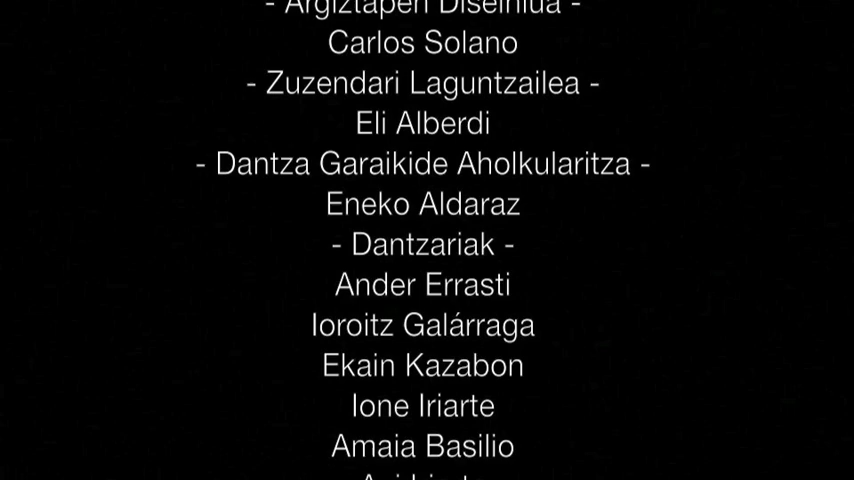 - Argiztapen Diseinua -
Carlos Solano
- Zuzendari Laguntzailea -
Eli Alberdi
- Dantza Garaikide Aholkularitza -
Eneko Aldaraz
- Dantzariak -
Ander Errasti
Ioroitz Galárraga
Ekain Kazabon
Ione Iriarte
Amaia Basilio